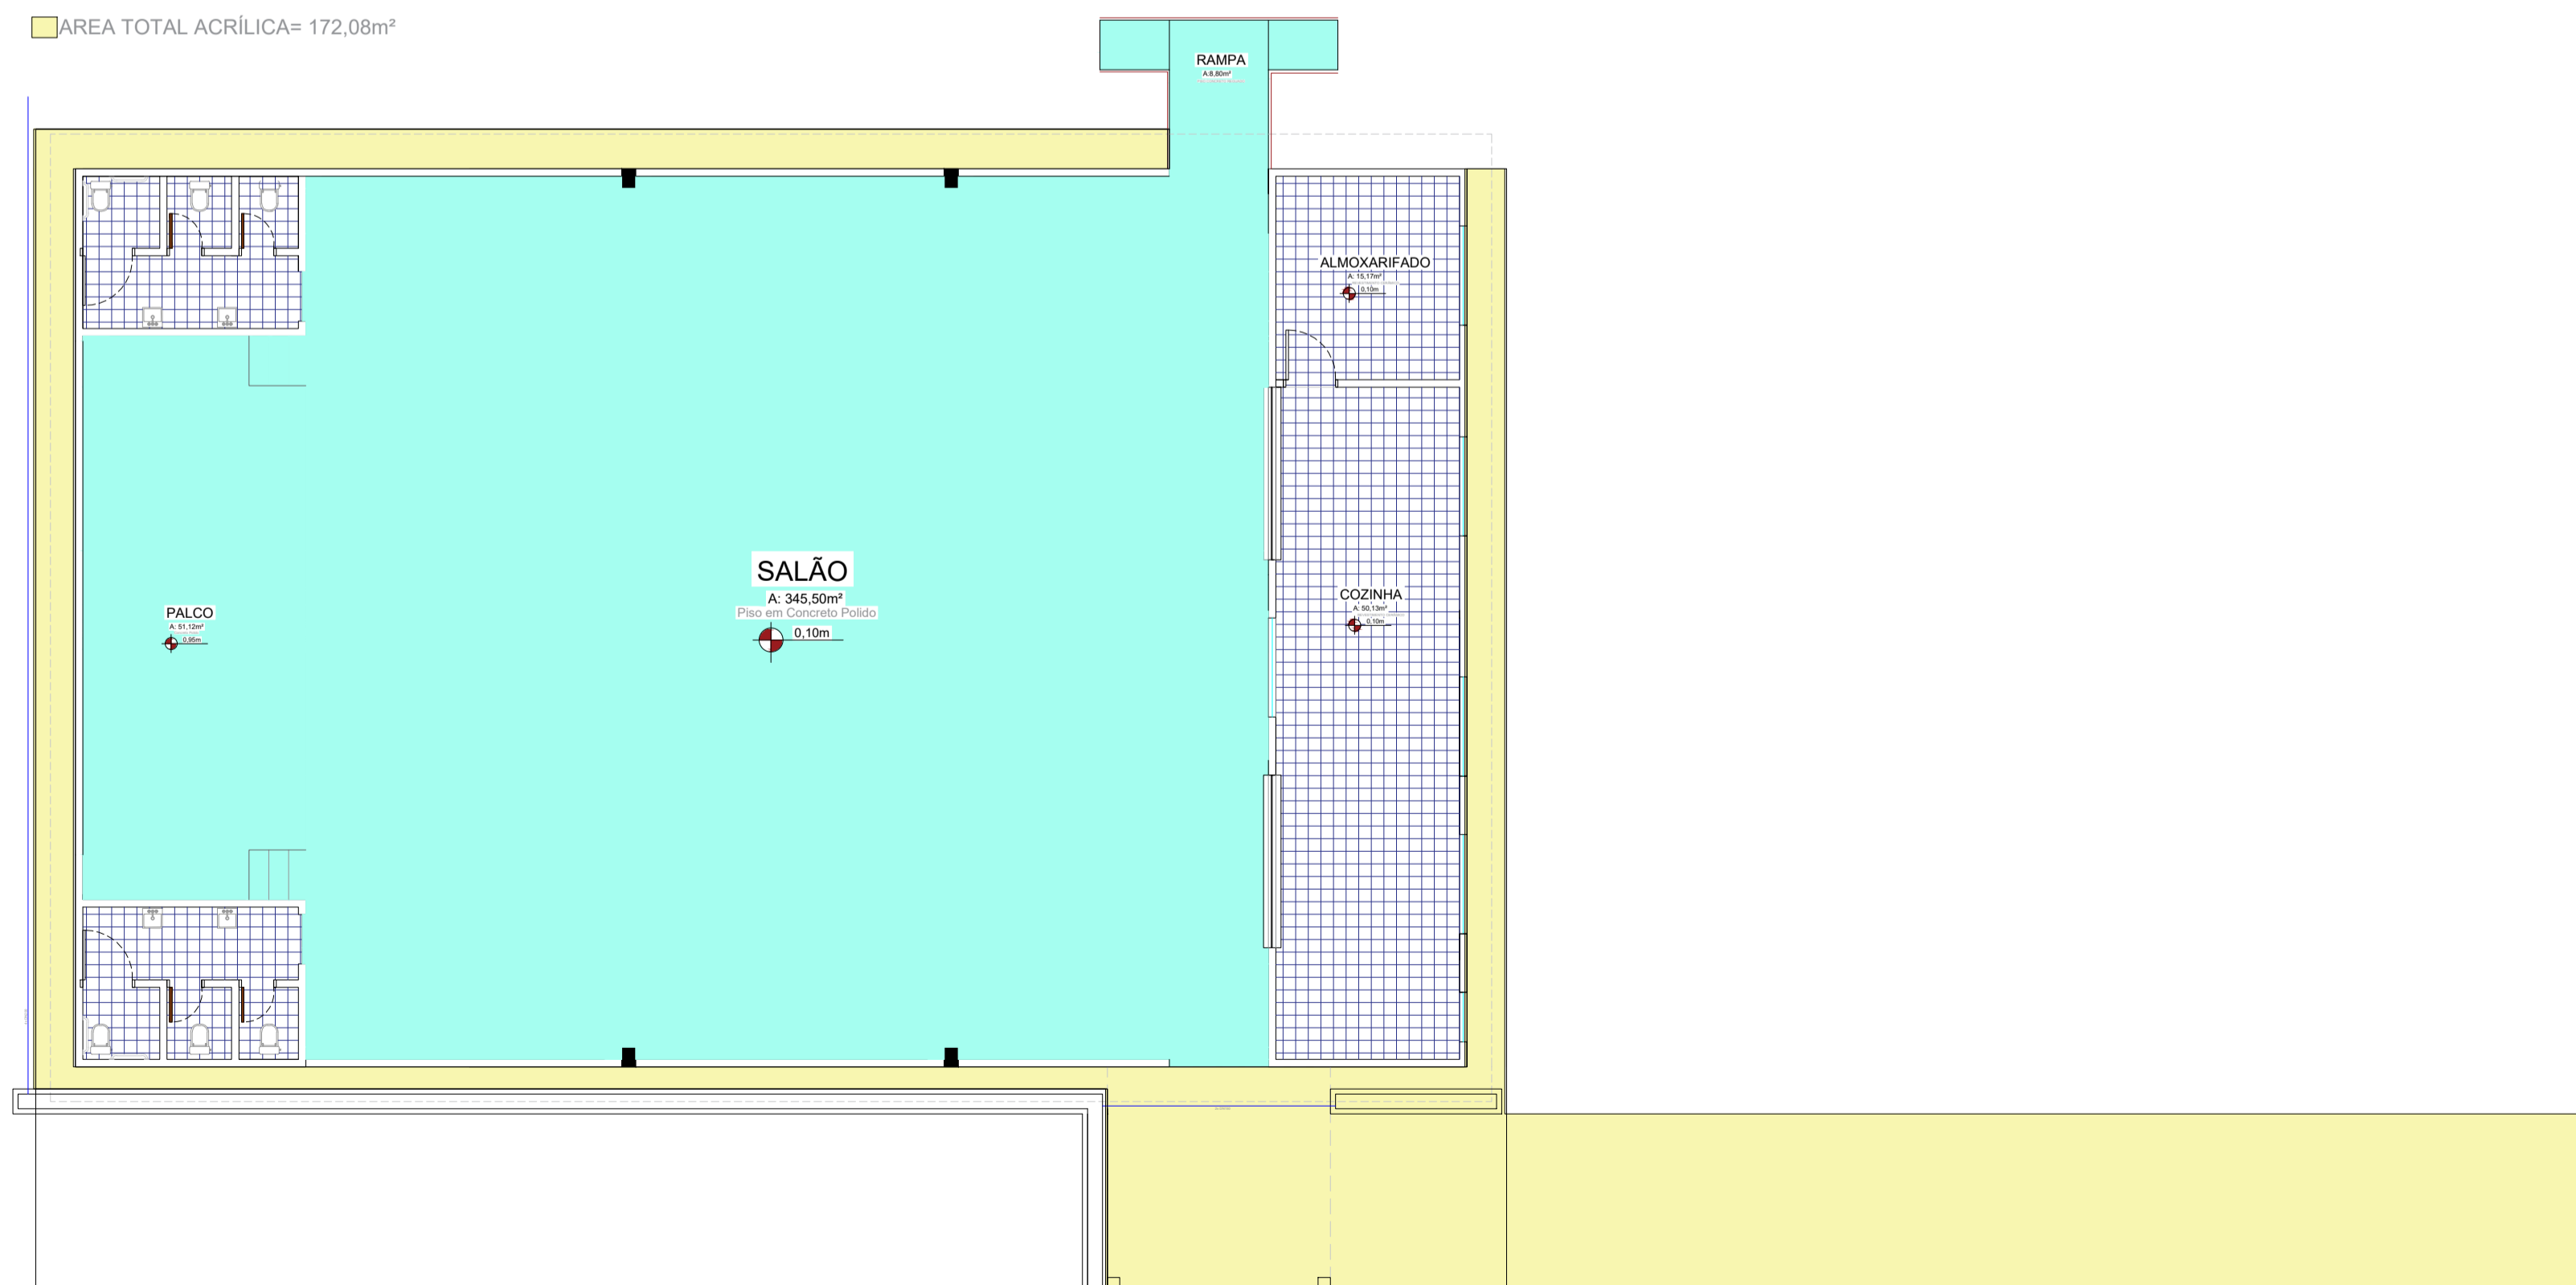 AREA TOTAL ACRÍLICA= 172,08m²
RAMPA
A:8,80m²
ALMOXARIFADO
A: 15,17m²
0,10m
SALÃO
A: 345,50m²
Piso em Concreto Polido
0,10m
PALCO
A: 51,12m²
0,95m
COZINHA
A: 50,13m²
0,10m